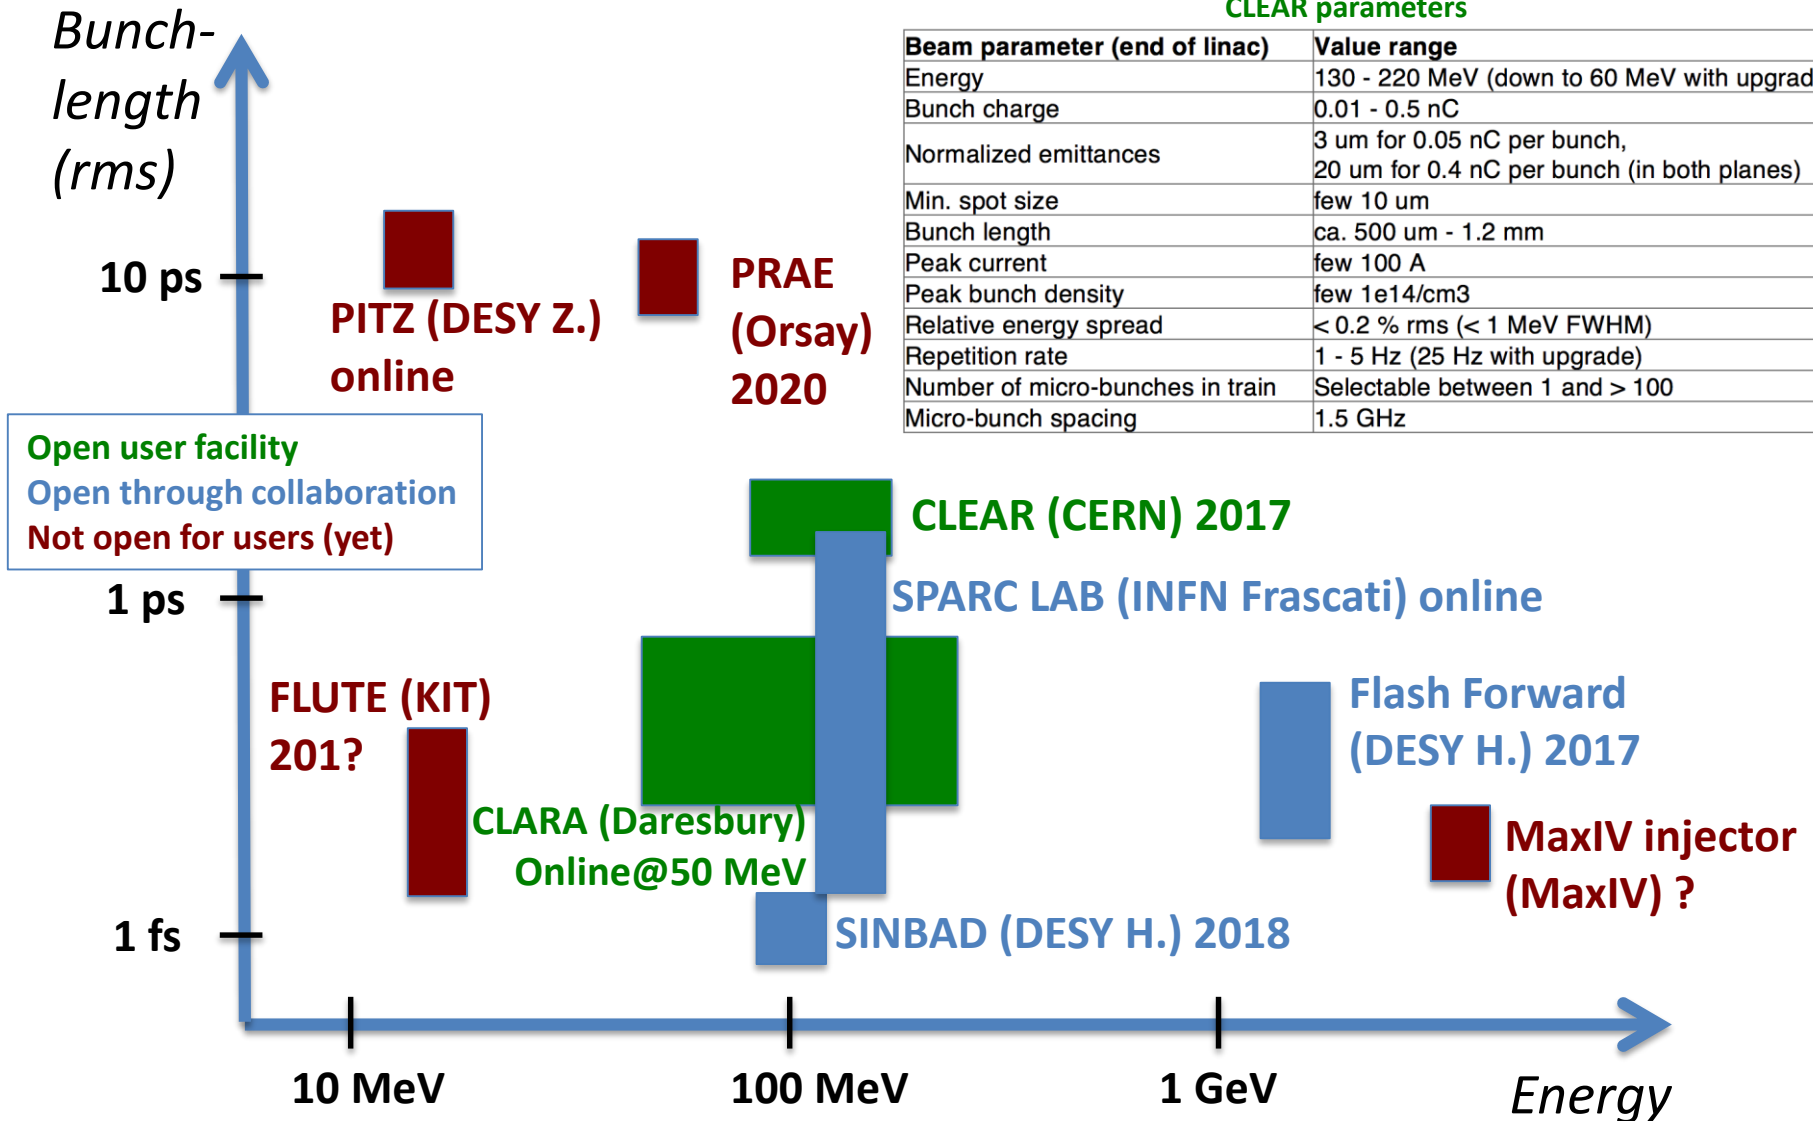 Bunch-
length
(rms)
CLEAR parameters
Beam parameter (end of linac) Value range
Energy 130 - 220 MeV (down to 60 MeV with upgrad
Bunch charge 0.01 - 0.5 nC
Normalized emittances 3 um for 0.05 nC per bunch,
20 um for 0.4 nC per bunch (in both planes)
Min. spot size few 10 um
Bunch length ca. 500 um - 1.2 mm
Peak current few 100 A
Peak bunch density few 1e14/cm3
Relative energy spread < 0.2 % rms (< 1 MeV FWHM)
Repetition rate 1 - 5 Hz (25 Hz with upgrade)
Number of micro-bunches in train Selectable between 1 and > 100
Micro-bunch spacing 1.5 GHz
10 ps
PITZ (DESY Z.)
online
PRAE
(Orsay)
2020
Open user facility
Open through collaboration
Not open for users (yet)
CLEAR (CERN) 2017
1 ps
SPARC LAB (INFN Frascati) online
FLUTE (KIT)
201?
Flash Forward
(DESY H.) 2017
CLARA (Daresbury)
Online@50 MeV
MaxIV injector
(MaxIV) ?
1 fs
SINBAD (DESY H.) 2018
10 MeV
100 MeV
1 GeV
Energy